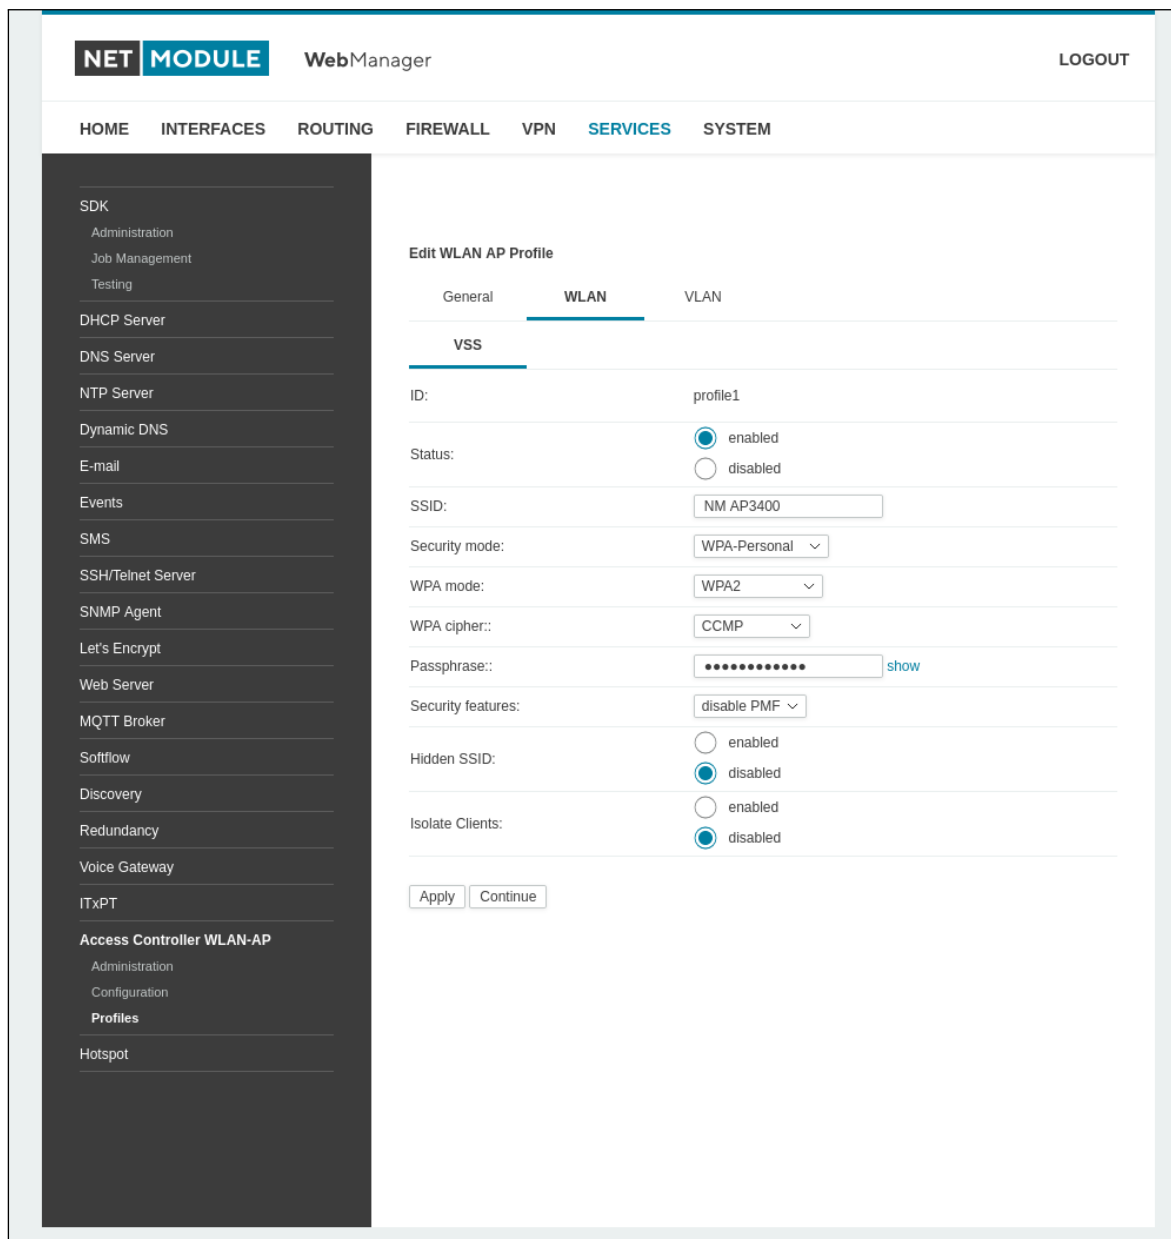 NET MODULE WebManager LOGOUT
HOME INTERFACES ROUTING FIREWALL VPN SERVICES SYSTEM
SDK
Administration
Job Management
Testing
DHCP Server
DNS Server
NTP Server
Dynamic DNS
E-mail
Events
SMS
SSH/Telnet Server
SNMP Agent
Let's Encrypt
Web Server
MQTT Broker
Softflow
Discovery
Redundancy
Voice Gateway
ITxPT
Access Controller WLAN-AP
Administration
Configuration
Profiles
Hotspot
Edit WLAN AP Profile
General WLAN VLAN
VSS
ID: profile1
Status: enabled
disabled
SSID: NM AP3400
Security mode: WPA-Personal
WPA mode: WPA2
WPA cipher:: CCMP
Passphrase:: ●●●●●●●●●●●● show
Security features: disable PMF
Hidden SSID: enabled
disabled
Isolate Clients: enabled
disabled
Apply Continue